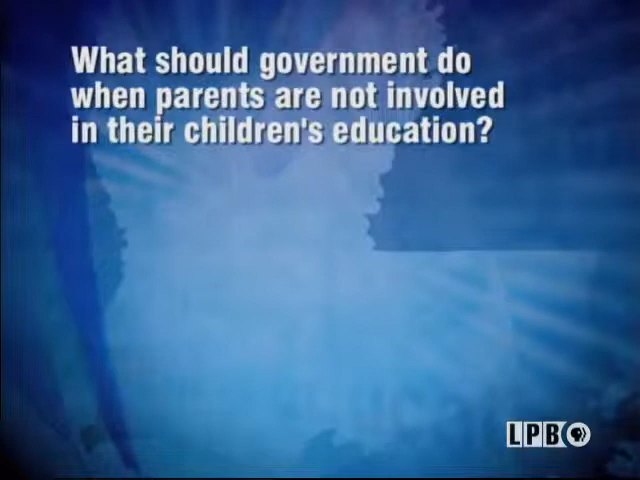 What should government do
when parents are not involved
in their children's education?
LPB